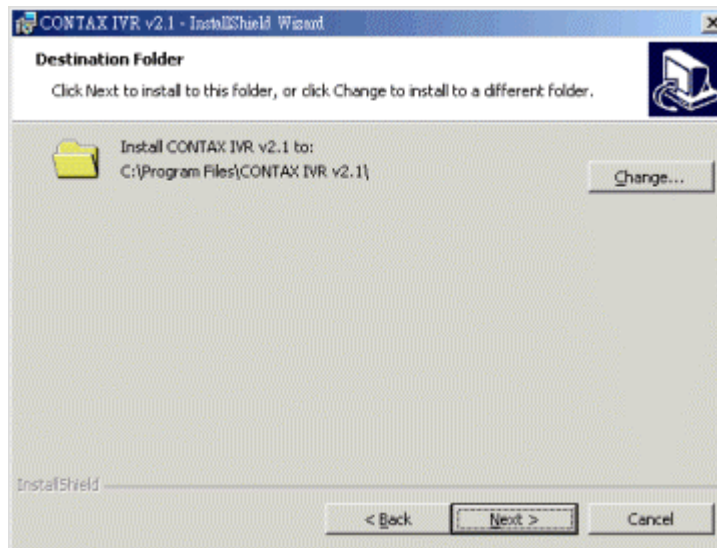 CONTAX IVR v2.1 - InstallShield Wizard
Destination Folder
Click Next to install to this folder, or click Change to install to a different folder.
Install CONTAX IVR v2.1 to:
C:\Program Files\CONTAX IVR v2.1\
Change...
InstallShield
< Back
Next >
Cancel